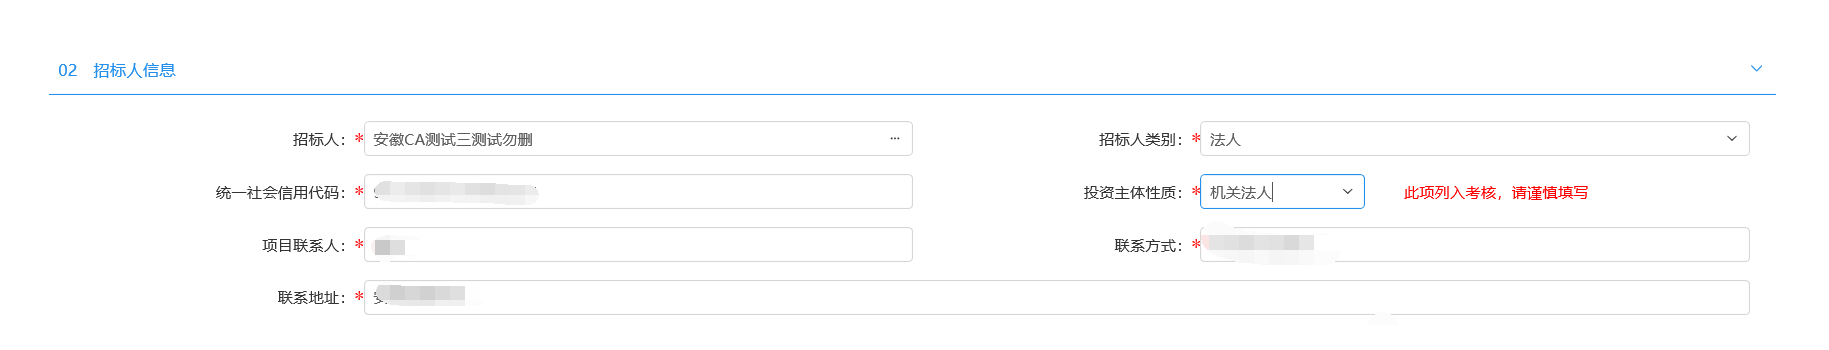 02 招标人信息
招标人：*安徽CA测试三测试勿删 ···
招标人类别：*法人
统一社会信用代码：*
投资主体性质：*机关法人 此项列入考核，请谨慎填写
项目联系人：*
联系方式：*
联系地址：*